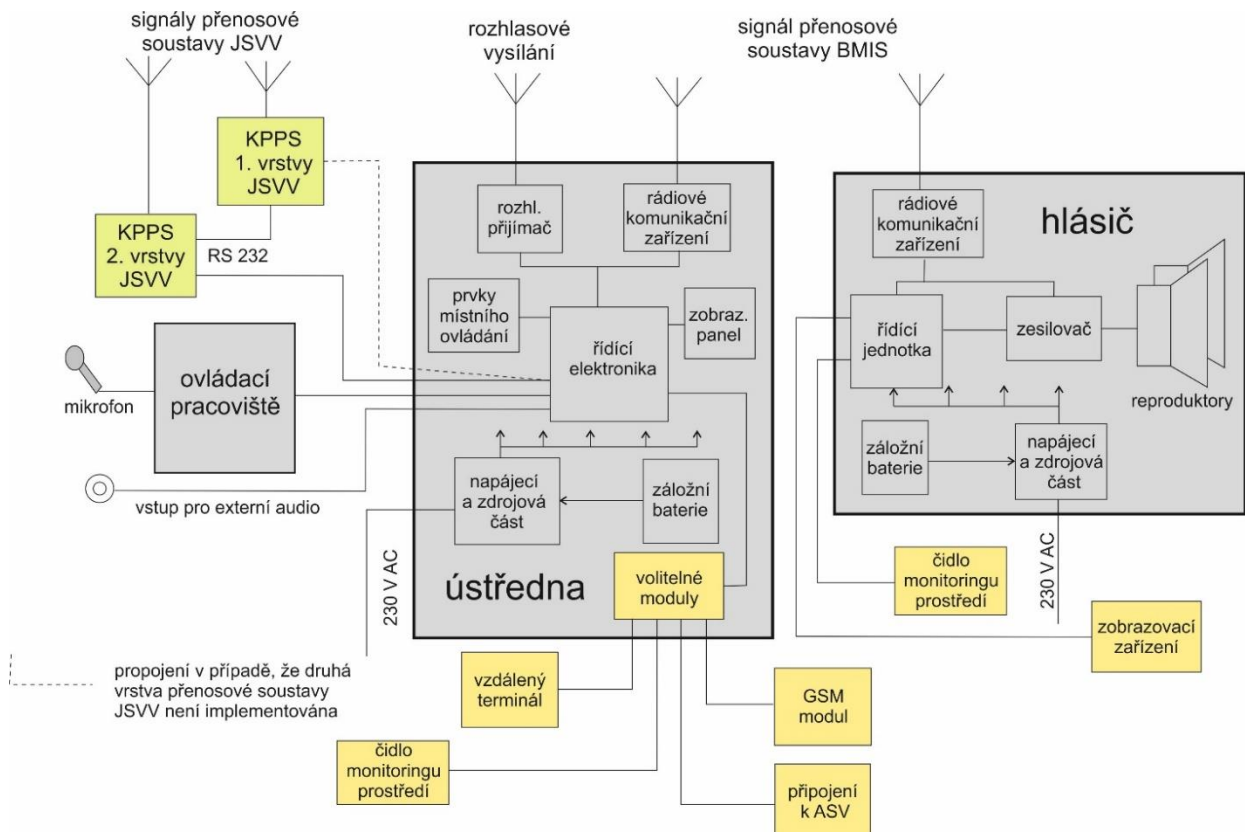 signály přenosové
soustavy JSVV
rozhlasové
vysílání
signál přenosové
soustavy BMIS
KPPS
1. vrstvy
JSVV
KPPS
2. vrstvy
JSVV
RS 232
rozhl.
přijímač
rádiové
komunikační
zařízení
prvky
místního
ovládání
zobraz.
panel
řídící
elektronika
mikrofon
ovládací
pracoviště
vstup pro externí audio
napájecí
a zdrojová
část
záložní
baterie
230 V AC
ústředna
volitelné
moduly
rádiové
komunikační
zařízení
hlásič
řídící
jednotka
zesilovač
reproduktory
záložní
baterie
napájecí
a zdrojová
část
230 V AC
čidlo
monitoringu
prostředí
zobrazovací
zařízení
propojení v případě, že druhá
vrstva přenosové soustavy
JSVV není implementována
vzdálený
terminál
GSM
modul
čidlo
monitoringu
prostředí
připojení
k ASV